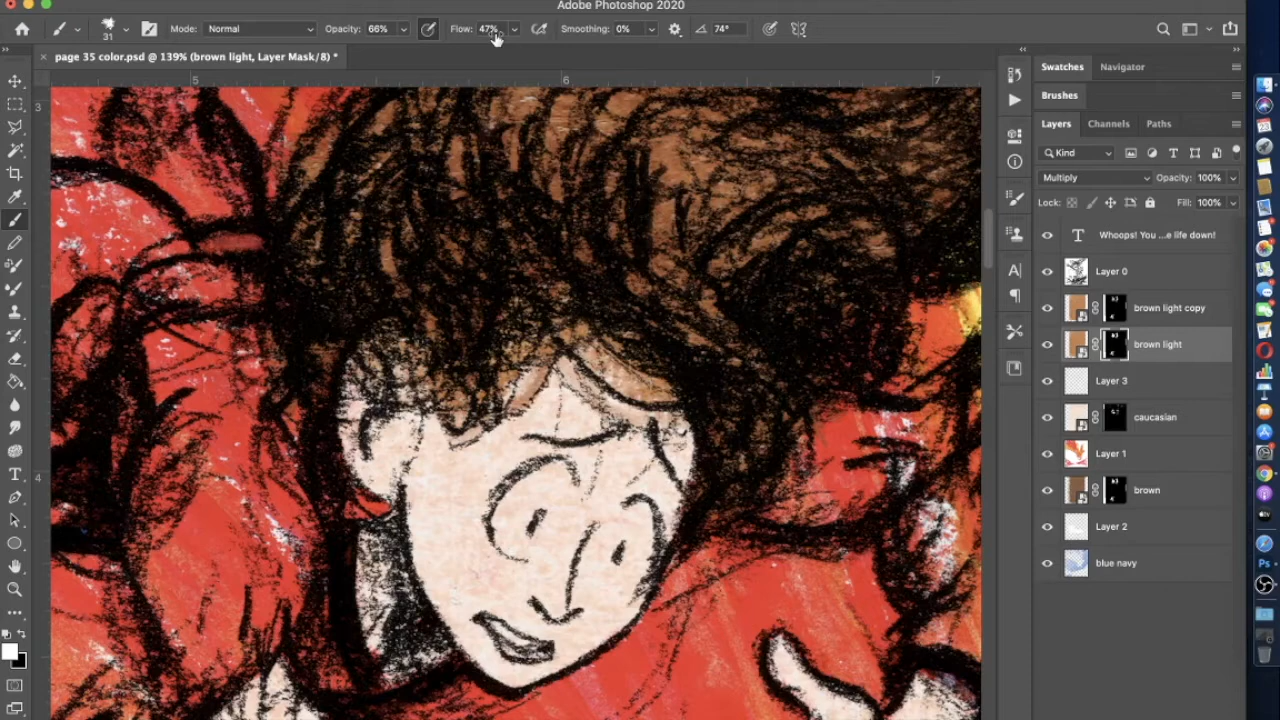 Adobe Photoshop 2020
31
Mode: Normal
Opacity: 66%
Flow: 47%
Smoothing: 0%
74°
page 35 color.psd @ 139% (brown light, Layer Mask/8) *
5
6
7
3
4
Swatches
Navigator
Brushes
Layers
Channels
Paths
Kind
Multiply
Opacity: 100%
Lock:
Fill: 100%
Whoops! You ...e life down!
Layer 0
brown light copy
brown light
Layer 3
caucasian
Layer 1
brown
Layer 2
blue navy